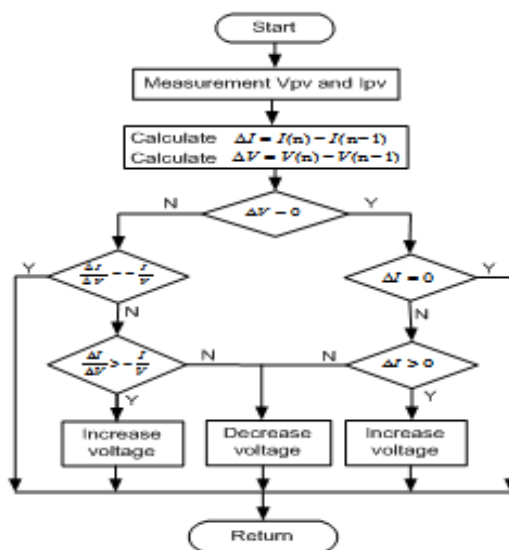 Start
Measurement Vpv and Ipv
Calculate ΔI = I(n) − I(n−1)
Calculate ΔV = V(n) − V(n−1)
N
ΔV = 0
Y
Y
ΔI/ΔV = − I/V
ΔI = 0
Y
N
N
ΔI/ΔV > − I/V
N
N
ΔI > 0
Y
Y
Increase
voltage
Decrease
voltage
Increase
voltage
Return